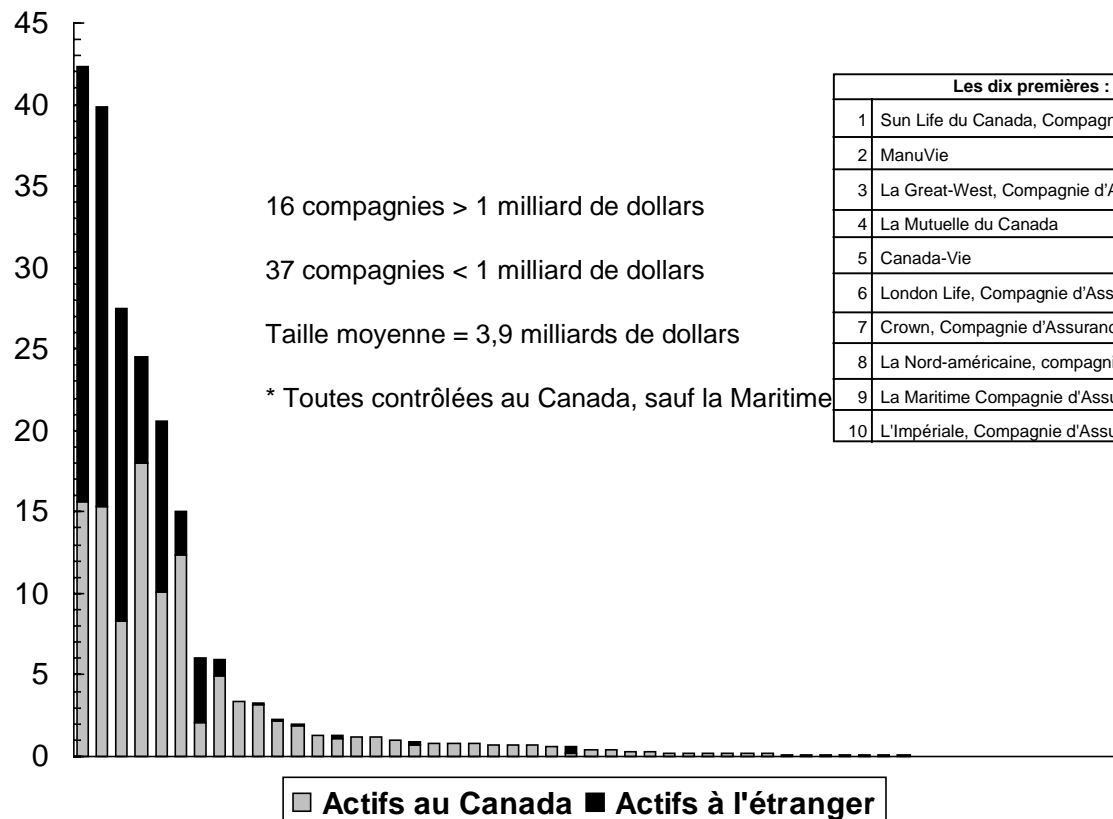 45
40
35
30
25
20
15
10
5
0
16 compagnies > 1 milliard de dollars
37 compagnies < 1 milliard de dollars
Taille moyenne = 3,9 milliards de dollars
* Toutes contrôlées au Canada, sauf la Maritime
Les dix premières :
1 Sun Life du Canada, Compagn
2 ManuVie
3 La Great-West, Compagnie d'A
4 La Mutuelle du Canada
5 Canada-Vie
6 London Life, Compagnie d'Ass
7 Crown, Compagnie d'Assuranc
8 La Nord-américaine, compagni
9 La Maritime Compagnie d'Assu
10 L'Impériale, Compagnie d'Assu
Actifs au Canada Actifs à l'étranger